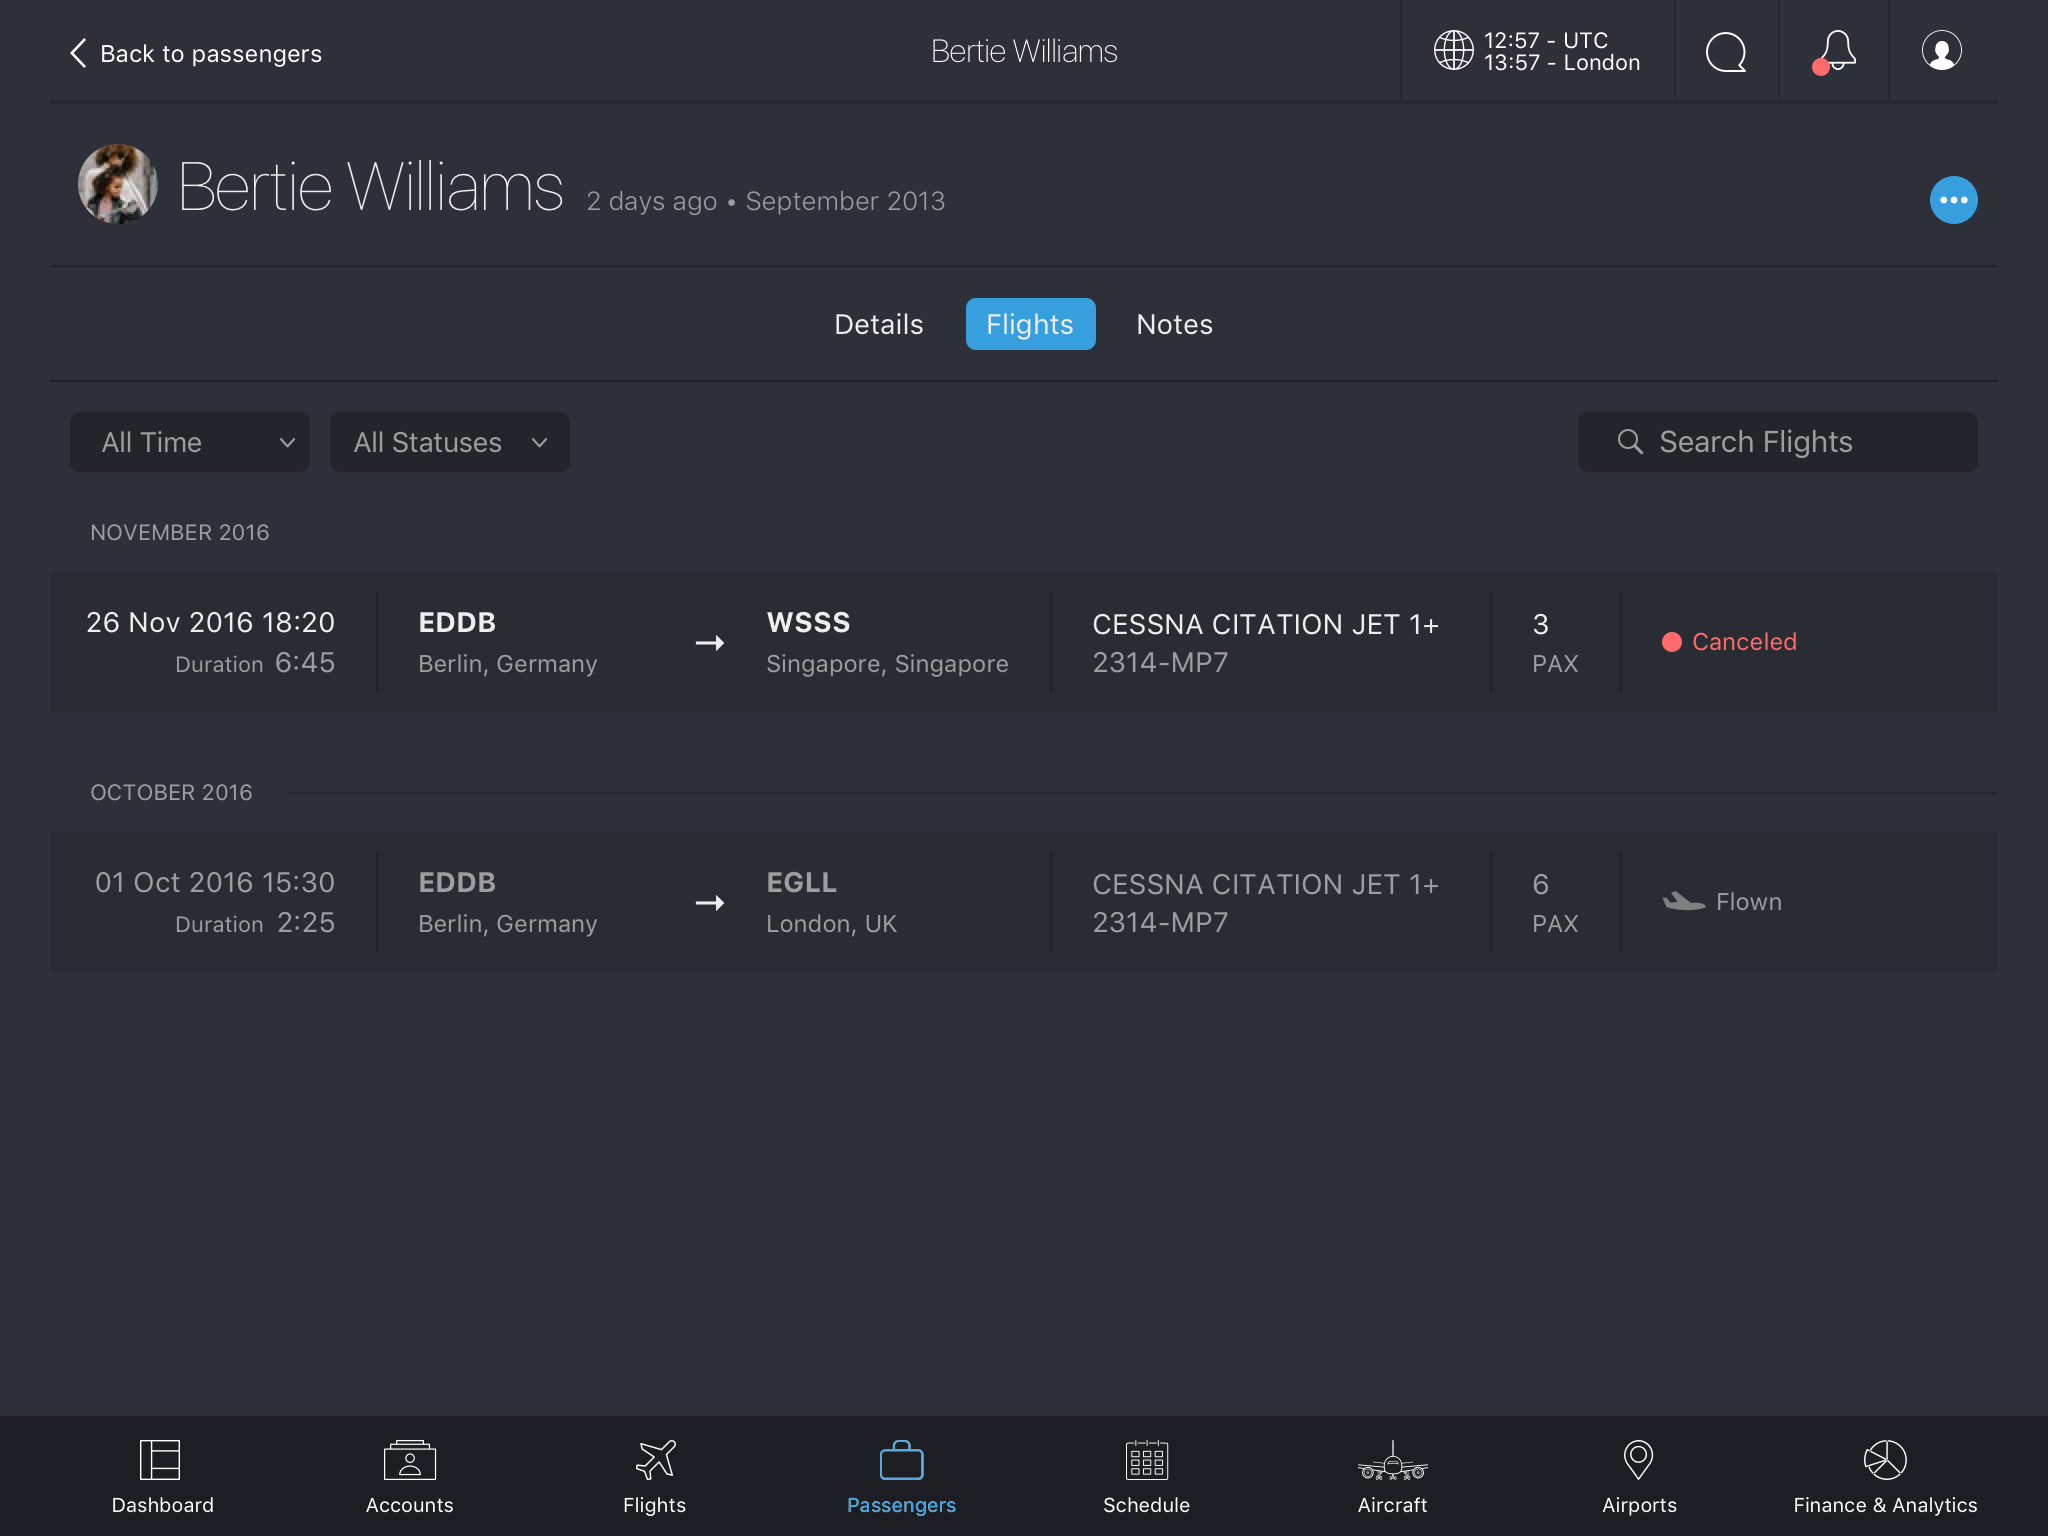 Back to passengers
Bertie Williams
12:57 - UTC
13:57 - London
Bertie Williams
2 days ago • September 2013
Details
Flights
Notes
All Time
All Statuses
Search Flights
NOVEMBER 2016
26 Nov 2016 18:20
Duration 6:45
EDDB
Berlin, Germany
WSSS
Singapore, Singapore
CESSNA CITATION JET 1+
2314-MP7
3
PAX
Canceled
OCTOBER 2016
01 Oct 2016 15:30
Duration 2:25
EDDB
Berlin, Germany
EGLL
London, UK
CESSNA CITATION JET 1+
2314-MP7
6
PAX
Flown
Dashboard
Accounts
Flights
Passengers
Schedule
Aircraft
Airports
Finance & Analytics